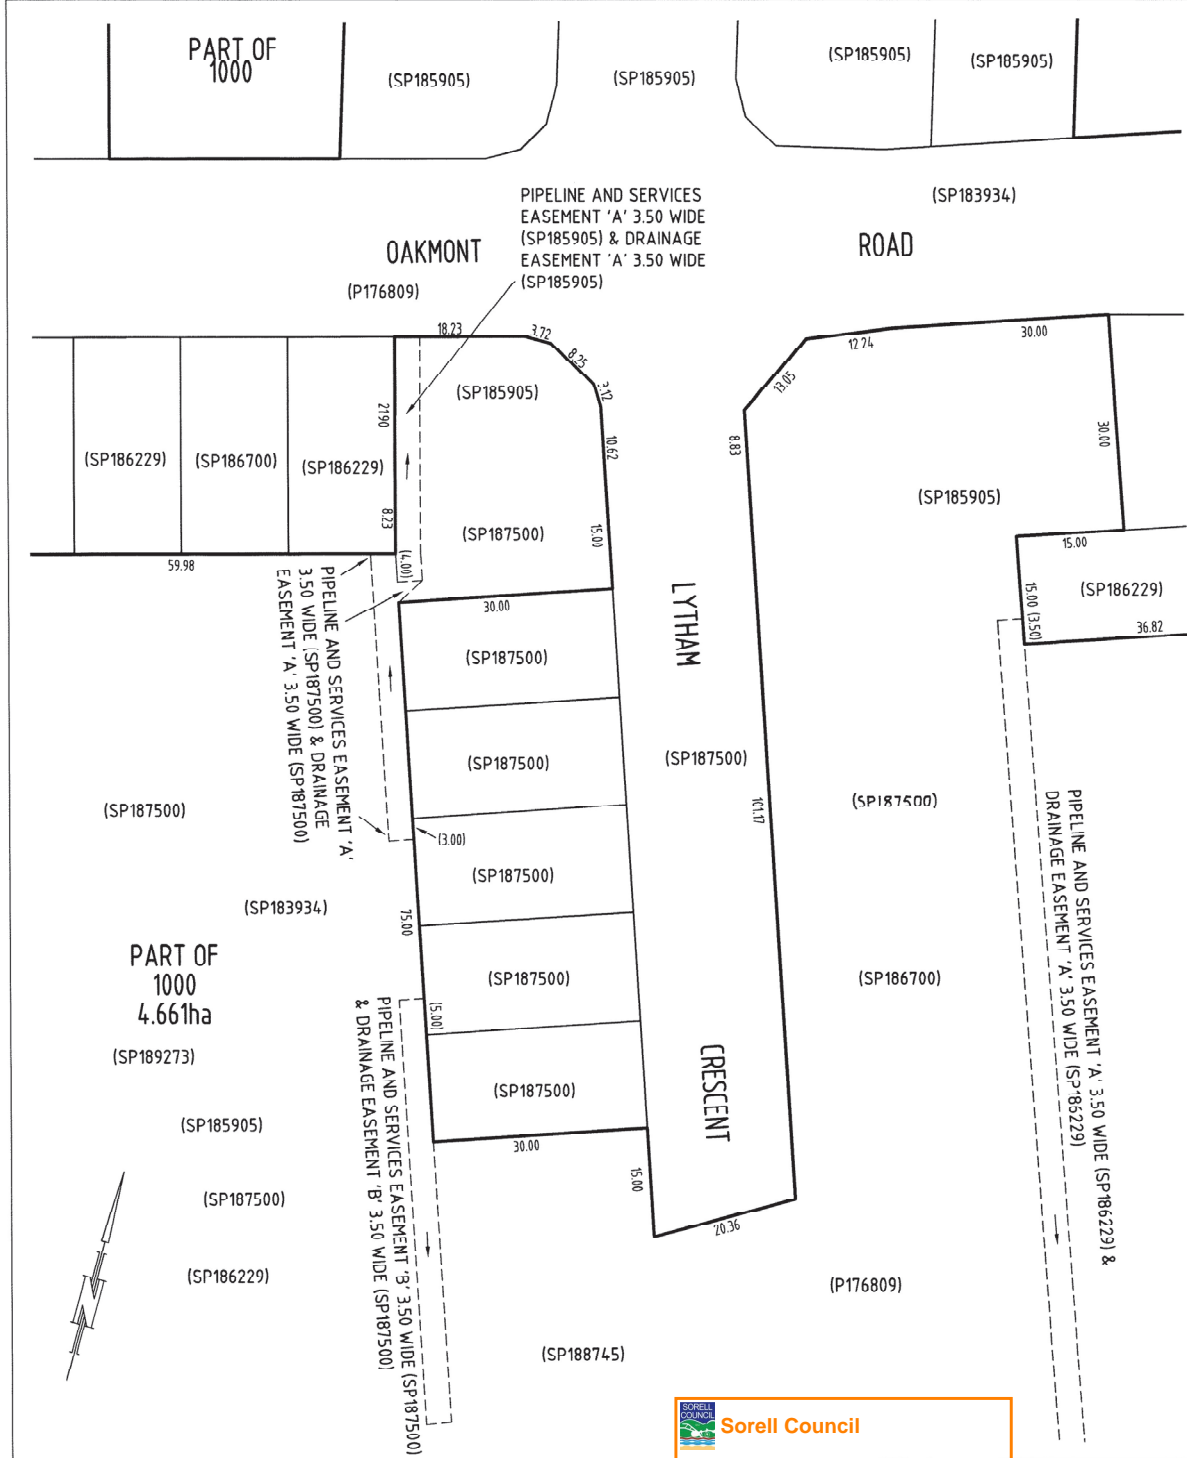 PART OF
1000
(SP185905)
(SP185905)
(SP185905)
(SP185905)
(SP183934)
PIPELINE AND SERVICES
EASEMENT 'A' 3.50 WIDE
(SP185905) & DRAINAGE
EASEMENT 'A' 3.50 WIDE
(SP185905)
OAKMONT
ROAD
(P176809)
18.23
3.72
8.25
3.12
10.62
15.00
12.74
30.00
13.05
8.83
30.00
(SP185905)
2190
8.23
(SP186229)
(SP186700)
(SP186229)
(SP185905)
(SP187500)
(4.00)
59.98
15.00
(SP186229)
15.00 (3.50)
36.82
PIPELINE AND SERVICES EASEMENT 'A'
3.50 WIDE (SP187500) & DRAINAGE
EASEMENT 'A' 3.50 WIDE (SP187500)
30.00
LYTHAM
(SP187500)
(SP187500)
(SP187500)
(SP187500)
(SP187500)
101.17
(SP187500)
(3.00)
(SP187500)
(SP183934)
75.00
PART OF
1000
4.661ha
(SP187500)
(SP186700)
PIPELINE AND SERVICES EASEMENT 'A' 3.50 WIDE (SP186229) &
DRAINAGE EASEMENT 'A' 3.50 WIDE (SP186229)
(5.00)
(SP189273)
CRESCENT
(SP187500)
PIPELINE AND SERVICES EASEMENT 'B' 3.50 WIDE (SP187500)
& DRAINAGE EASEMENT 'B' 3.50 WIDE (SP187500)
(SP185905)
30.00
15.00
(SP187500)
20.36
(SP186229)
(P176809)
(SP188745)
SORELL
COUNCIL
Sorell Council